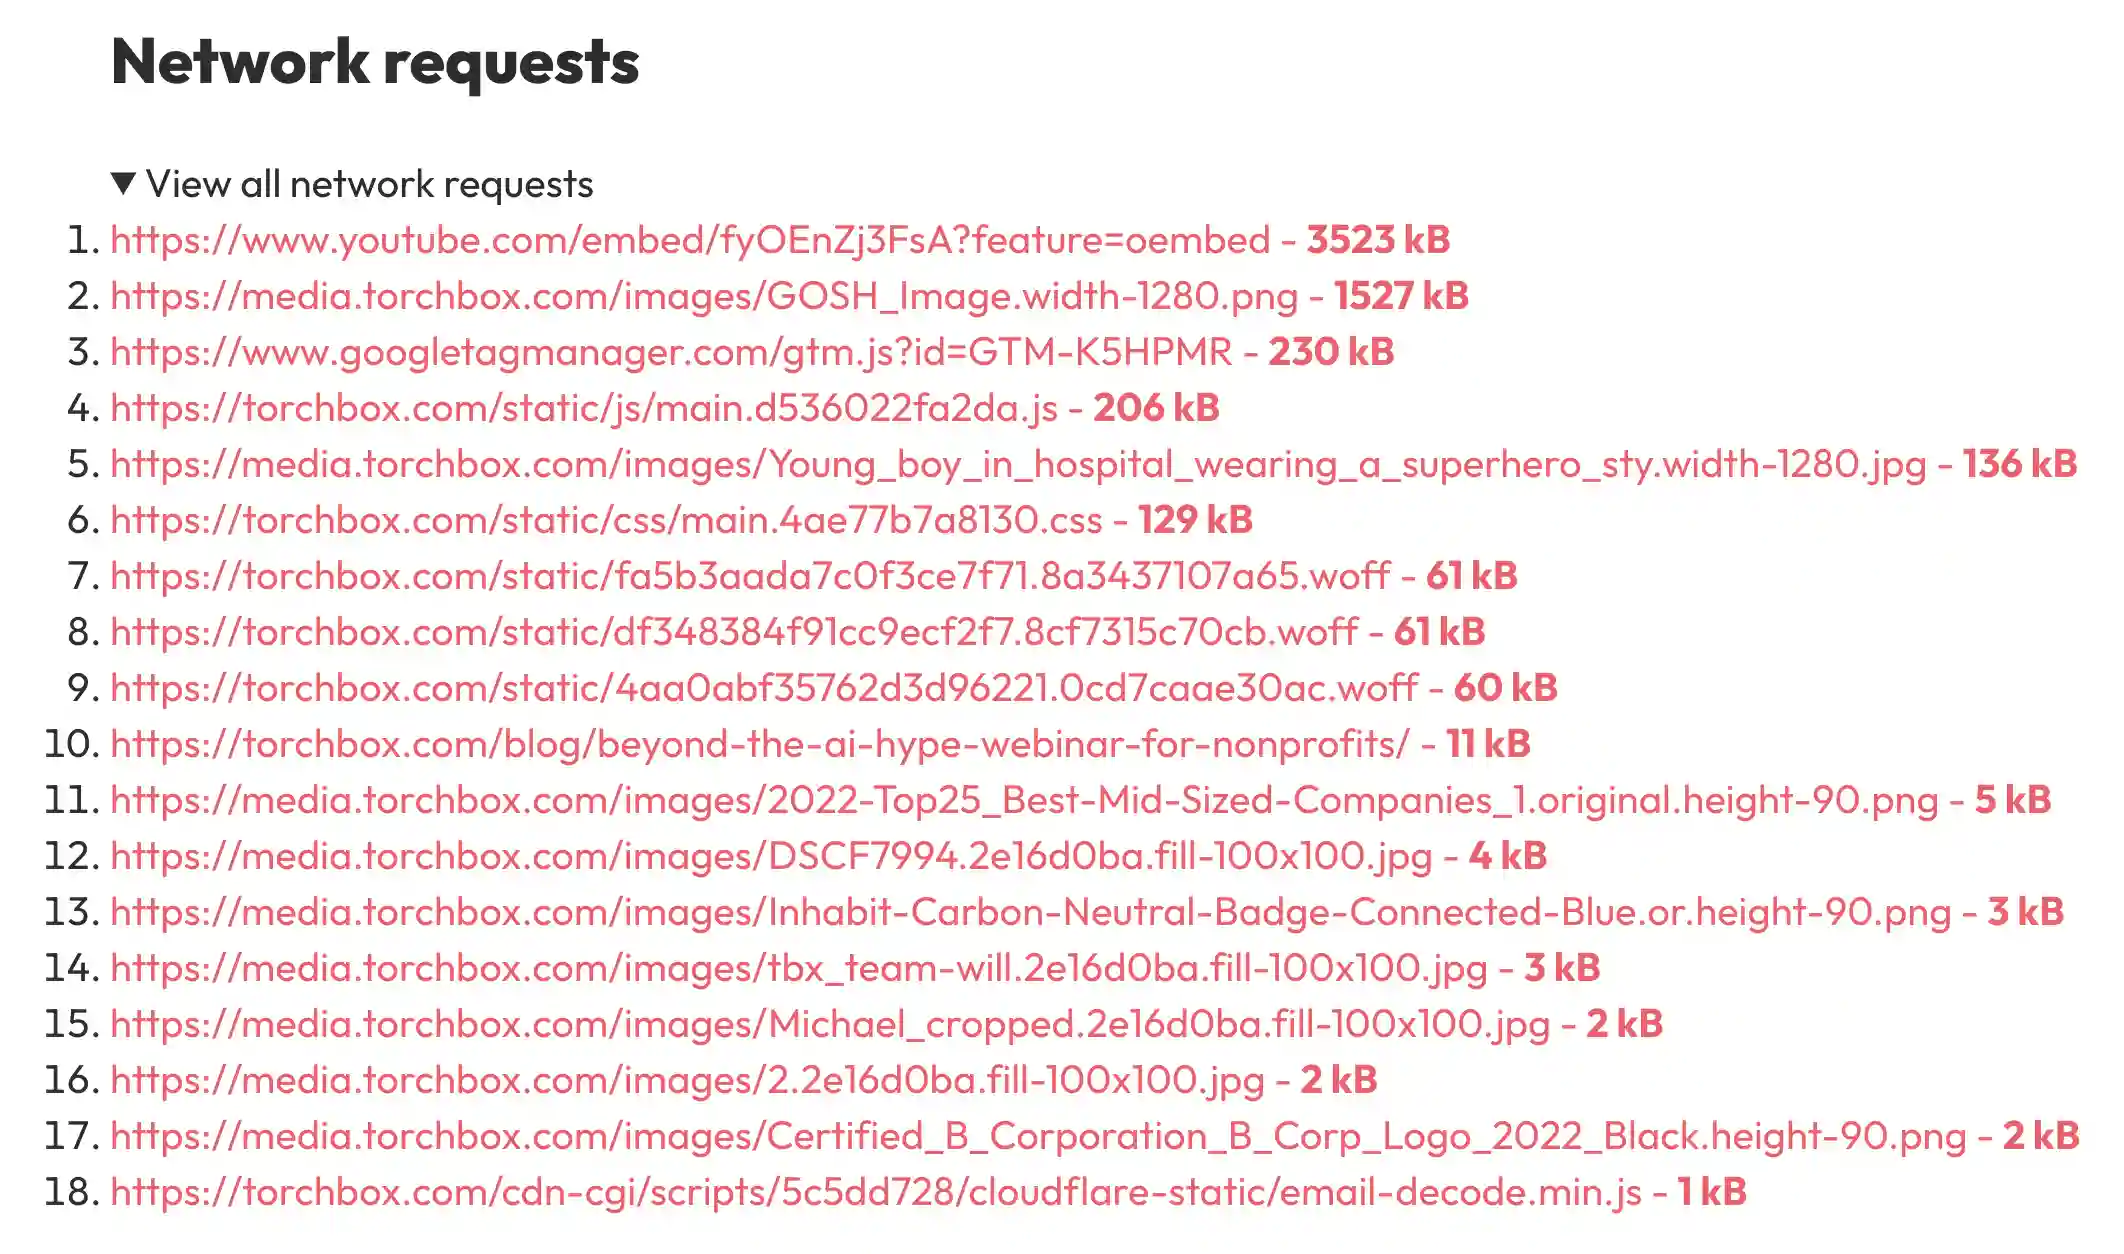 Network requests
▼ View all network requests
1. https://www.youtube.com/embed/fyOEnZj3FsA?feature=oembed - 3523 kB
2. https://media.torchbox.com/images/GOSH_Image.width-1280.png - 1527 kB
3. https://www.googletagmanager.com/gtm.js?id=GTM-K5HPMR - 230 kB
4. https://torchbox.com/static/js/main.d536022fa2da.js - 206 kB
5. https://media.torchbox.com/images/Young_boy_in_hospital_wearing_a_superhero_sty.width-1280.jpg - 136 kB
6. https://torchbox.com/static/css/main.4ae77b7a8130.css - 129 kB
7. https://torchbox.com/static/fa5b3aada7c0f3ce7f71.8a3437107a65.woff - 61 kB
8. https://torchbox.com/static/df348384f91cc9ecf2f7.8cf7315c70cb.woff - 61 kB
9. https://torchbox.com/static/4aa0abf35762d3d96221.0cd7caae30ac.woff - 60 kB
10. https://torchbox.com/blog/beyond-the-ai-hype-webinar-for-nonprofits/ - 11 kB
11. https://media.torchbox.com/images/2022-Top25_Best-Mid-Sized-Companies_1.original.height-90.png - 5 kB
12. https://media.torchbox.com/images/DSCF7994.2e16d0ba.fill-100x100.jpg - 4 kB
13. https://media.torchbox.com/images/Inhabit-Carbon-Neutral-Badge-Connected-Blue.or.height-90.png - 3 kB
14. https://media.torchbox.com/images/tbx_team-will.2e16d0ba.fill-100x100.jpg - 3 kB
15. https://media.torchbox.com/images/Michael_cropped.2e16d0ba.fill-100x100.jpg - 2 kB
16. https://media.torchbox.com/images/2.2e16d0ba.fill-100x100.jpg - 2 kB
17. https://media.torchbox.com/images/Certified_B_Corporation_B_Corp_Logo_2022_Black.height-90.png - 2 kB
18. https://torchbox.com/cdn-cgi/scripts/5c5dd728/cloudflare-static/email-decode.min.js - 1 kB